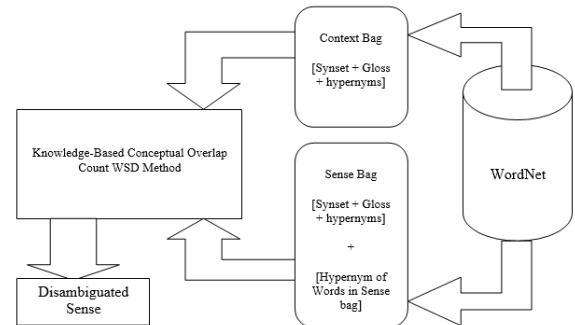 Context Bag
[Synset + Gloss
+ hypernyms]
Knowledge-Based Conceptual Overlap
Count WSD Method
Sense Bag
[Synset + Gloss
+ hypernyms]
+
[Hypernym of
Words in Sense
bag]
WordNet
Disambiguated
Sense